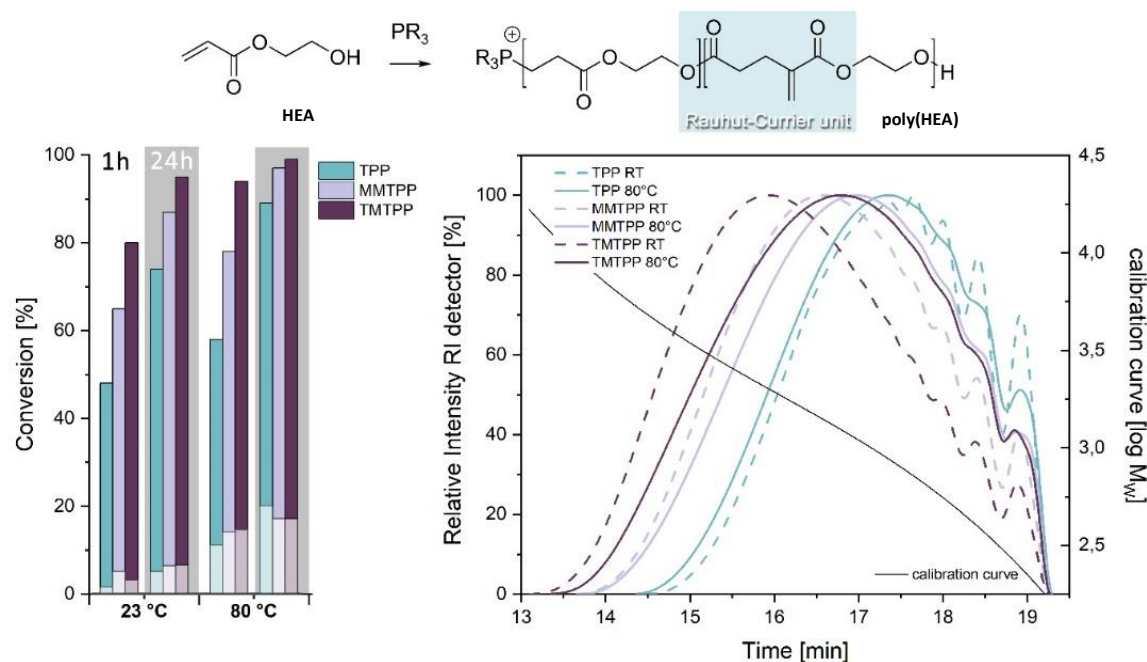 O
O
OH
O
HEA
PR3
⊕
R3P
O
O
O
O
O
O
O
H
Rauhut-Currier unit
poly(HEA)
1h
24h
TPP
MMTPP
TMTPP
Conversion [%]
100
80
60
40
20
0
23 °C
80 °C
TPP RT
TPP 80°C
MMTPP RT
MMTPP 80°C
TMTPP RT
TMTPP 80°C
calibration curve
Relative Intensity RI detector [%]
100
80
60
40
20
0
13
14
15
16
17
18
19
Time [min]
4,5
4,0
3,5
3,0
2,5
calibration curve [log MW]